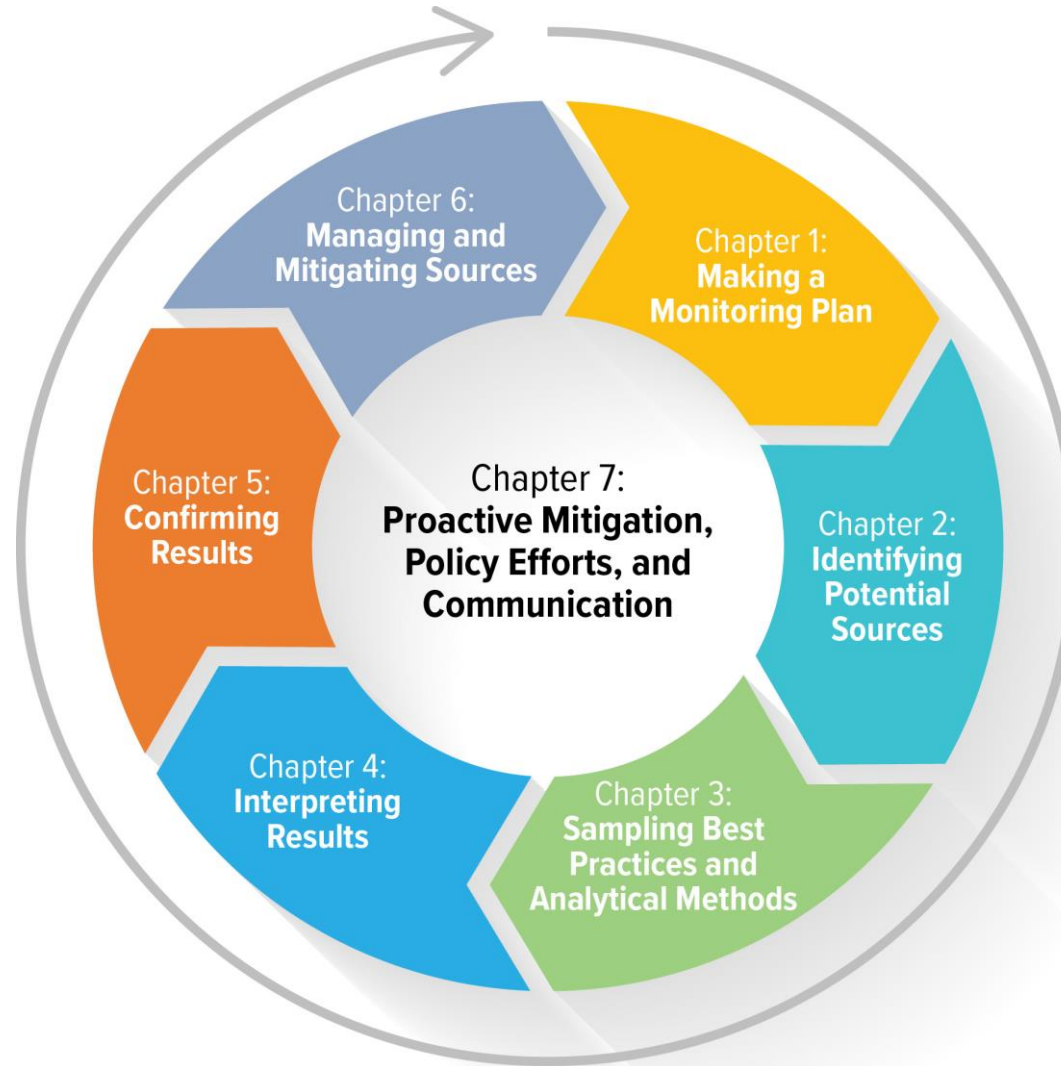 Chapter 1:
Making a
Monitoring Plan
Chapter 2:
Identifying
Potential
Sources
Chapter 3:
Sampling Best
Practices and
Analytical Methods
Chapter 4:
Interpreting
Results
Chapter 5:
Confirming
Results
Chapter 6:
Managing and
Mitigating Sources
Chapter 7:
Proactive Mitigation,
Policy Efforts, and
Communication